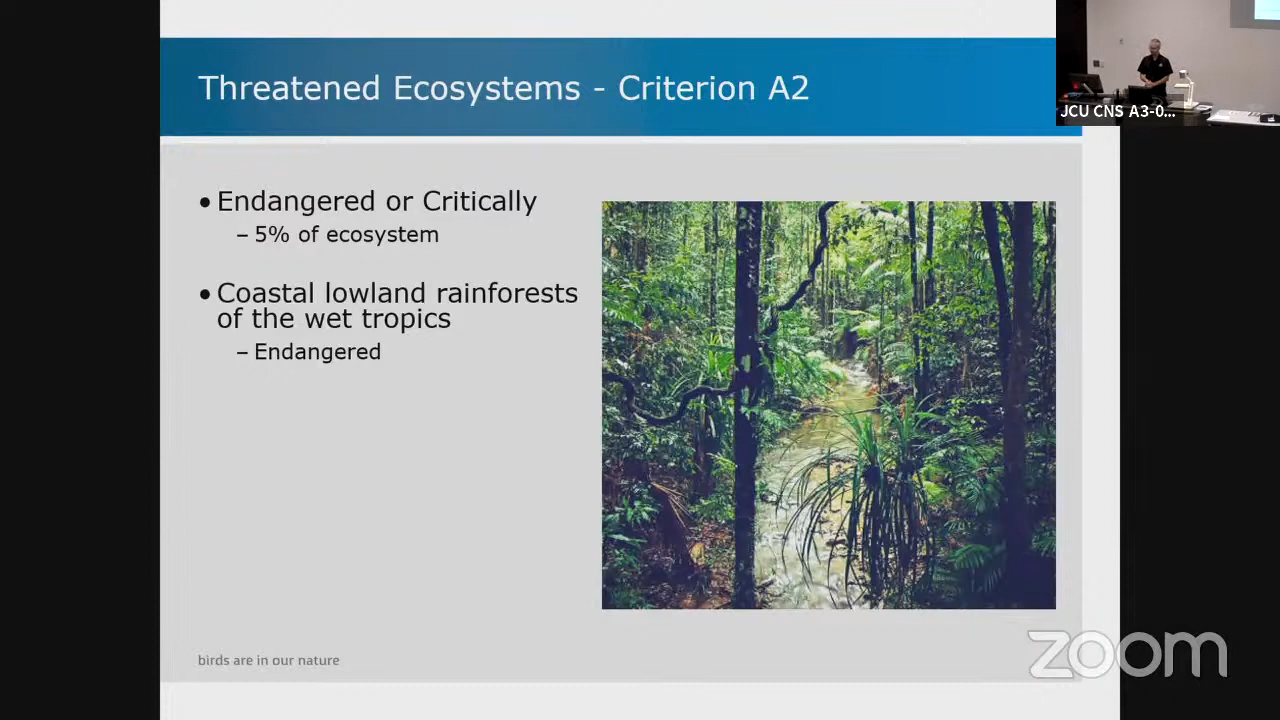 Threatened Ecosystems - Criterion A2
JCU CNS A3-0...
• Endangered or Critically
– 5% of ecosystem
• Coastal lowland rainforests
of the wet tropics
– Endangered
birds are in our nature
zoom